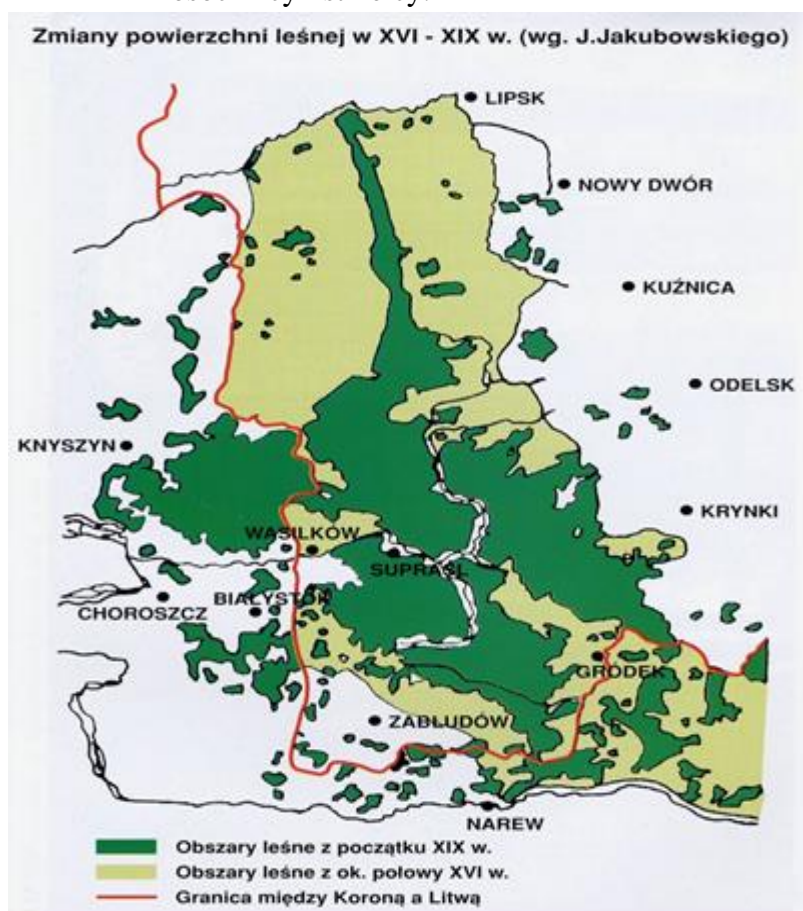 Zmiany powierzchni leśnej w XVI - XIX w. (wg. J.Jakubowskiego)
LIPSK
NOWY DWÓR
KUŹNICA
ODELSK
KNYSZYN
KRYNKI
WASILKÓW
SUPRAŚL
CHOROSZCZ
BIAŁYSTOK
GRÓDEK
ZABŁUDÓW
NAREW
Obszary leśne z początku XIX w.
Obszary leśne z ok. połowy XVI w.
Granica między Koroną a Litwą